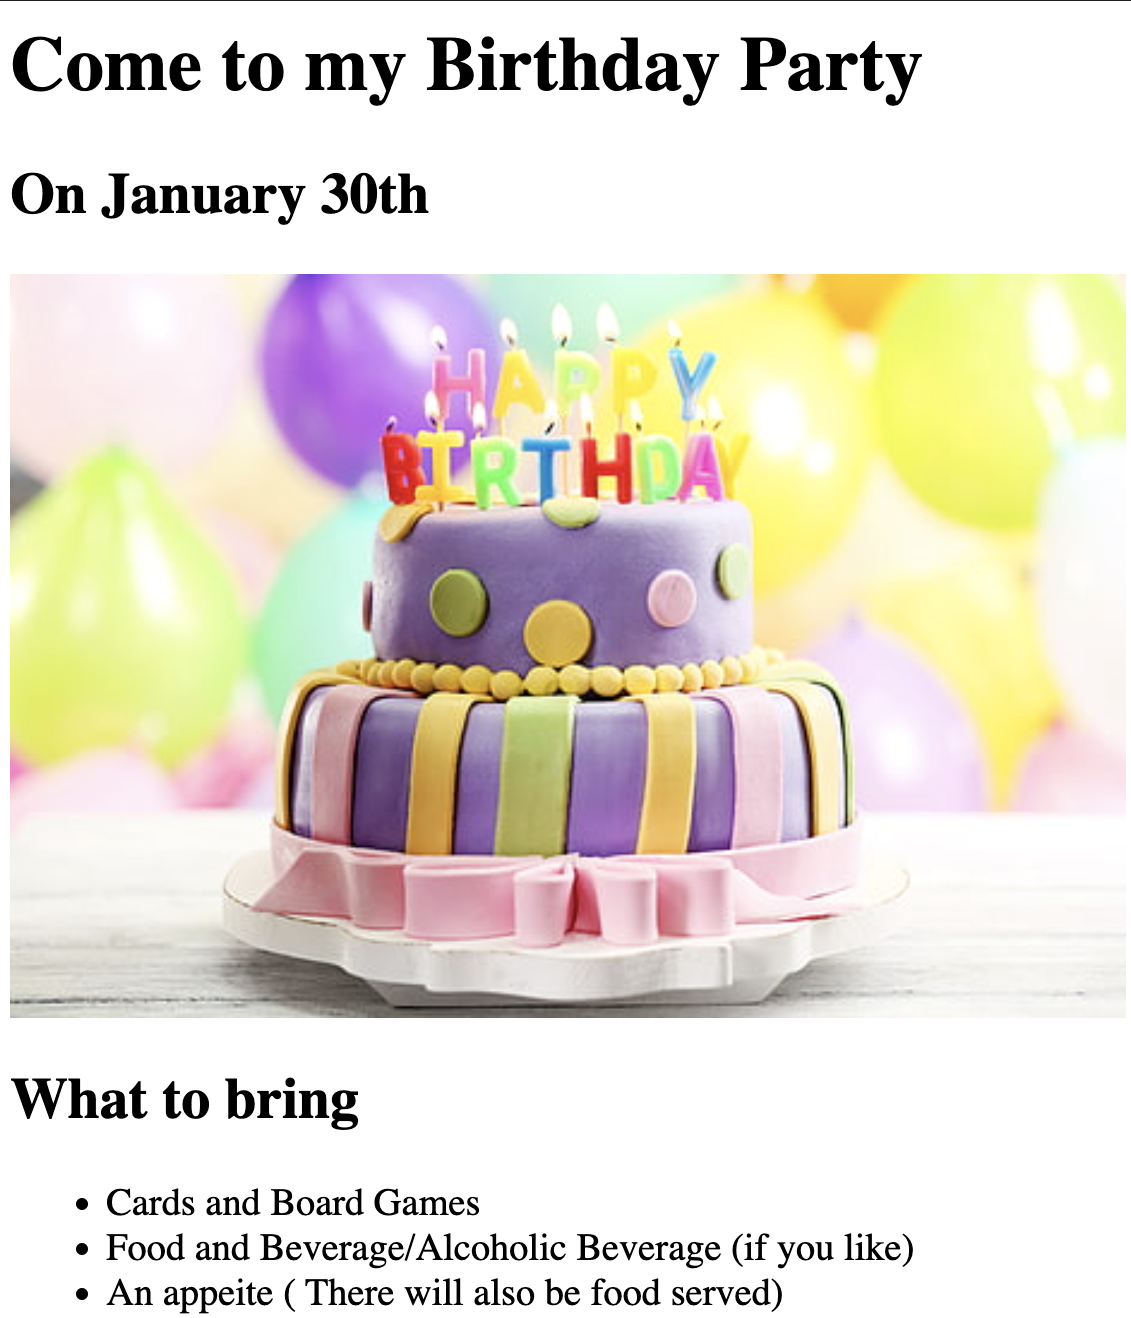 Come to my Birthday Party
On January 30th
HAPPY
BIRTHDAY
What to bring
Cards and Board Games
Food and Beverage/Alcoholic Beverage (if you like)
An appeite ( There will also be food served)